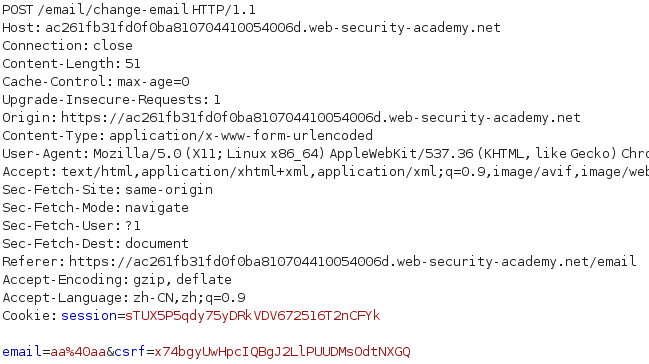 POST /email/change-email HTTP/1.1
Host: ac261fb31fd0f0ba810704410054006d.web-security-academy.net
Connection: close
Content-Length: 51
Cache-Control: max-age=0
Upgrade-Insecure-Requests: 1
Origin: https://ac261fb31fd0f0ba810704410054006d.web-security-academy.net
Content-Type: application/x-www-form-urlencoded
User-Agent: Mozilla/5.0 (X11; Linux x86_64) AppleWebKit/537.36 (KHTML, like Gecko) Chro
Accept: text/html,application/xhtml+xml,application/xml;q=0.9,image/avif,image/web
Sec-Fetch-Site: same-origin
Sec-Fetch-Mode: navigate
Sec-Fetch-User: ?1
Sec-Fetch-Dest: document
Referer: https://ac261fb31fd0f0ba810704410054006d.web-security-academy.net/email
Accept-Encoding: gzip, deflate
Accept-Language: zh-CN,zh;q=0.9
Cookie: session=sTUX5P5qdy75yDRkVDV672516T2nCFYk
email=aa%40aa&csrf=x74bgyUwHpcIQBgJ2LlPUUDMsOdtNXGQ